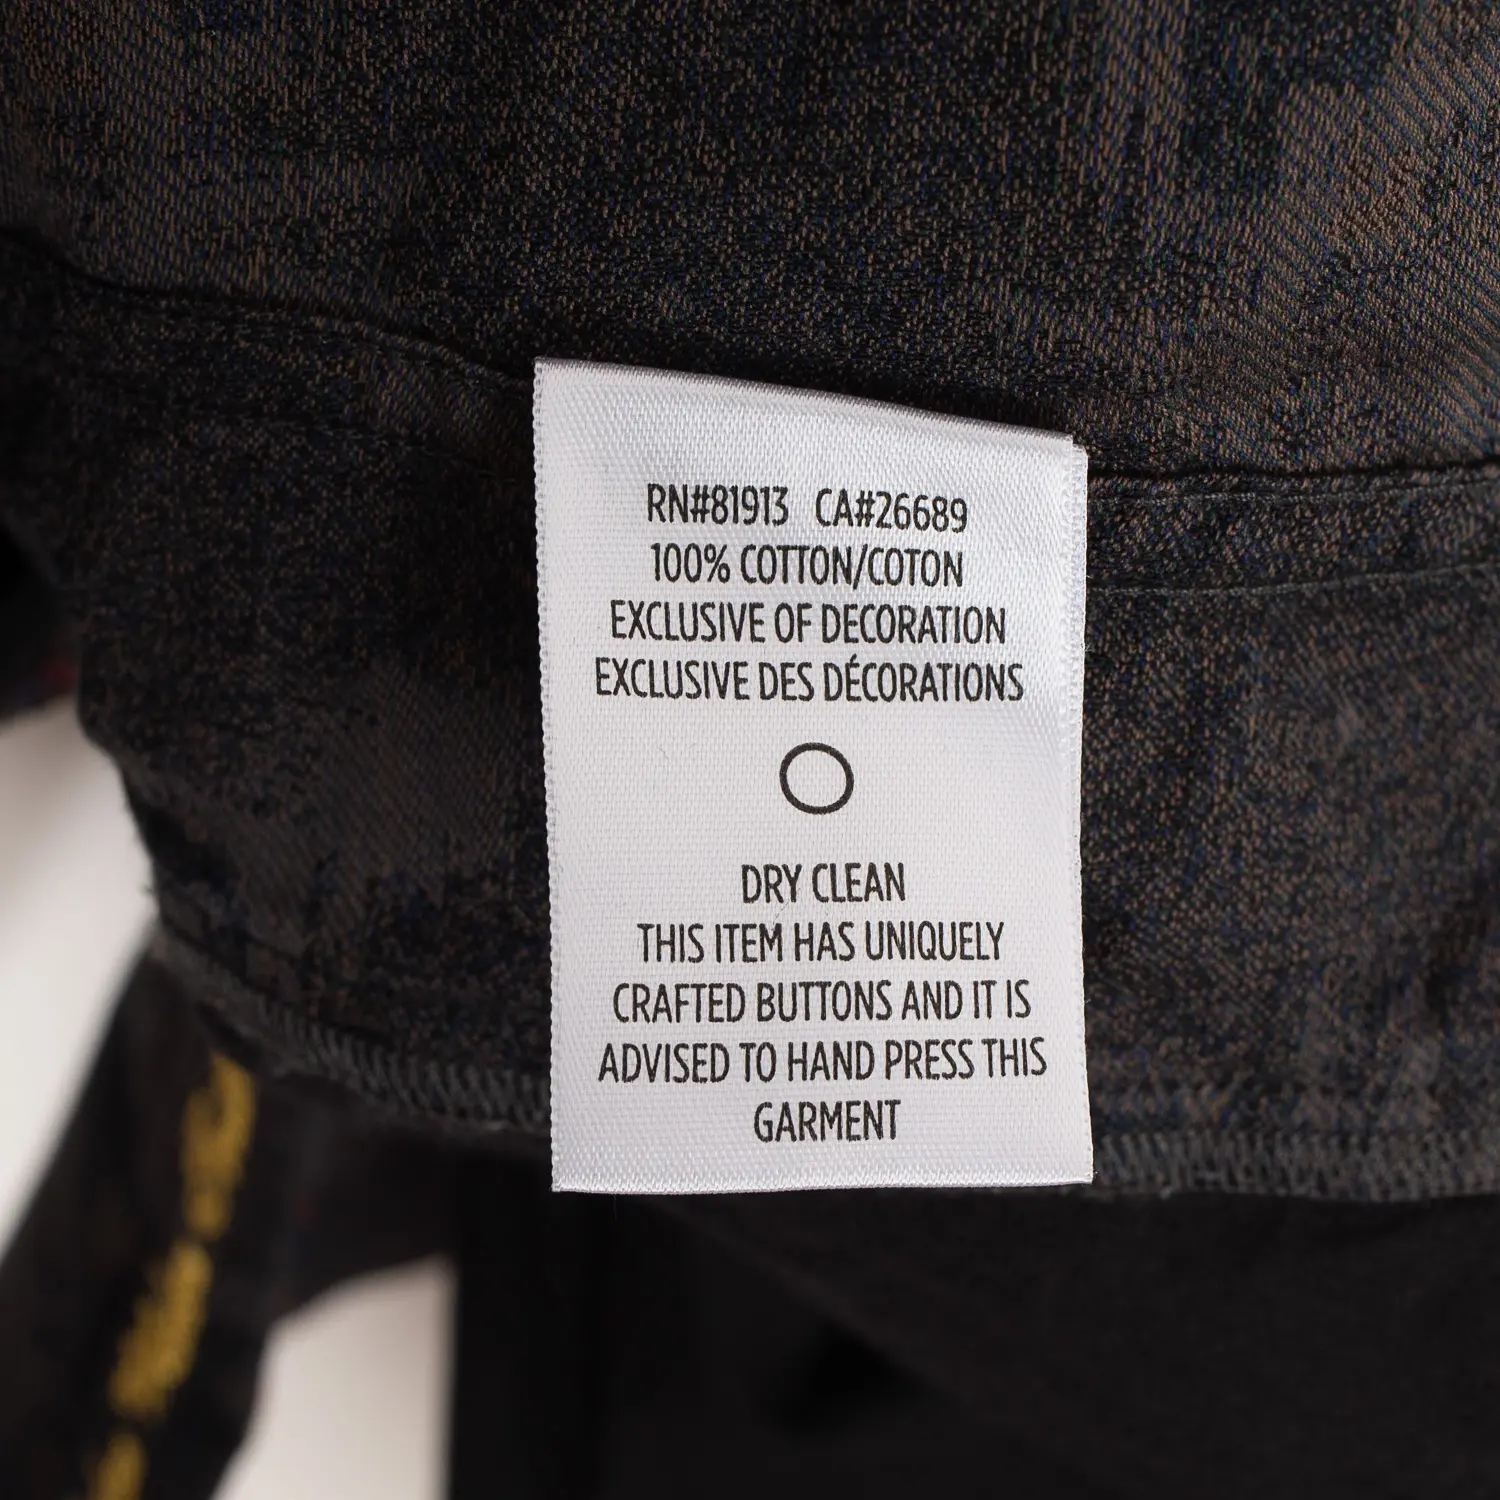 RN#81913 CA#26689
100% COTTON/COTON
EXCLUSIVE OF DECORATION
EXCLUSIVE DES DÉCORATIONS
DRY CLEAN
THIS ITEM HAS UNIQUELY
CRAFTED BUTTONS AND IT IS
ADVISED TO HAND PRESS THIS
GARMENT